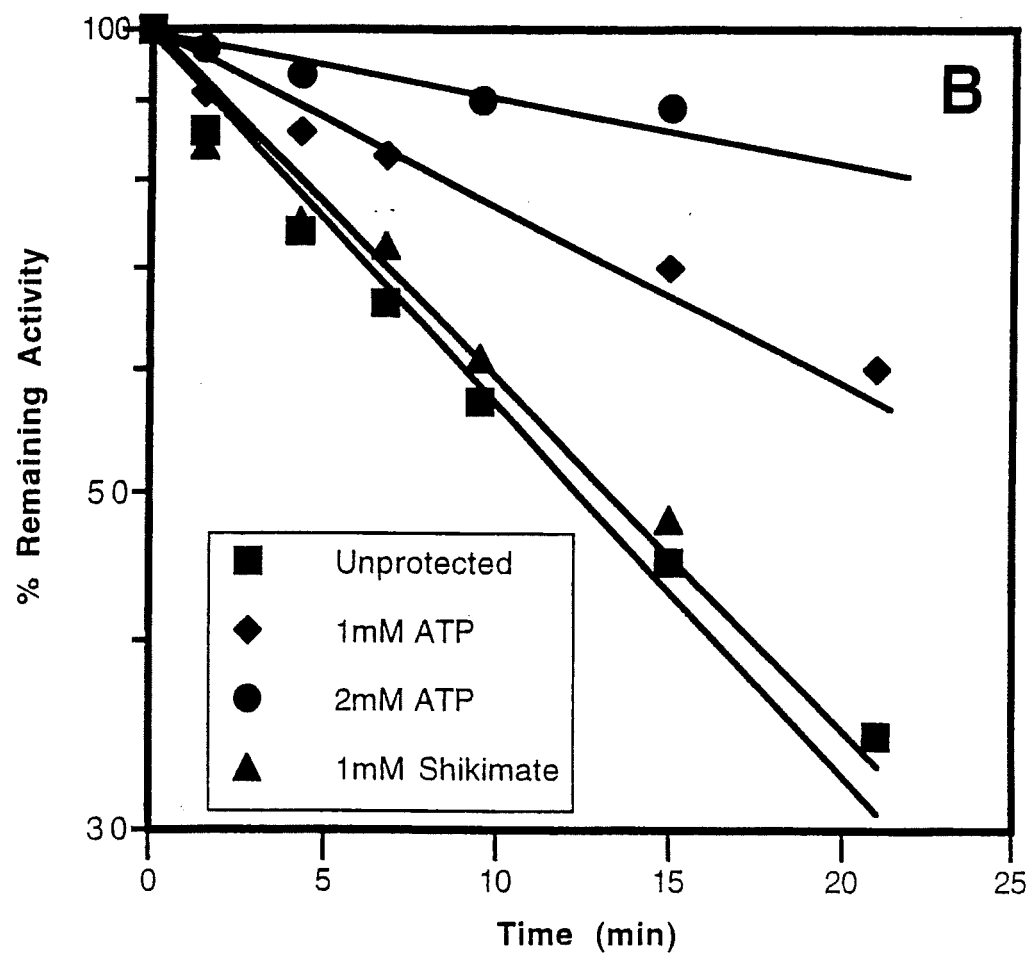 100
B
% Remaining Activity
50
Unprotected
1mM ATP
2mM ATP
1mM Shikimate
30
0 5 10 15 20 25
Time (min)